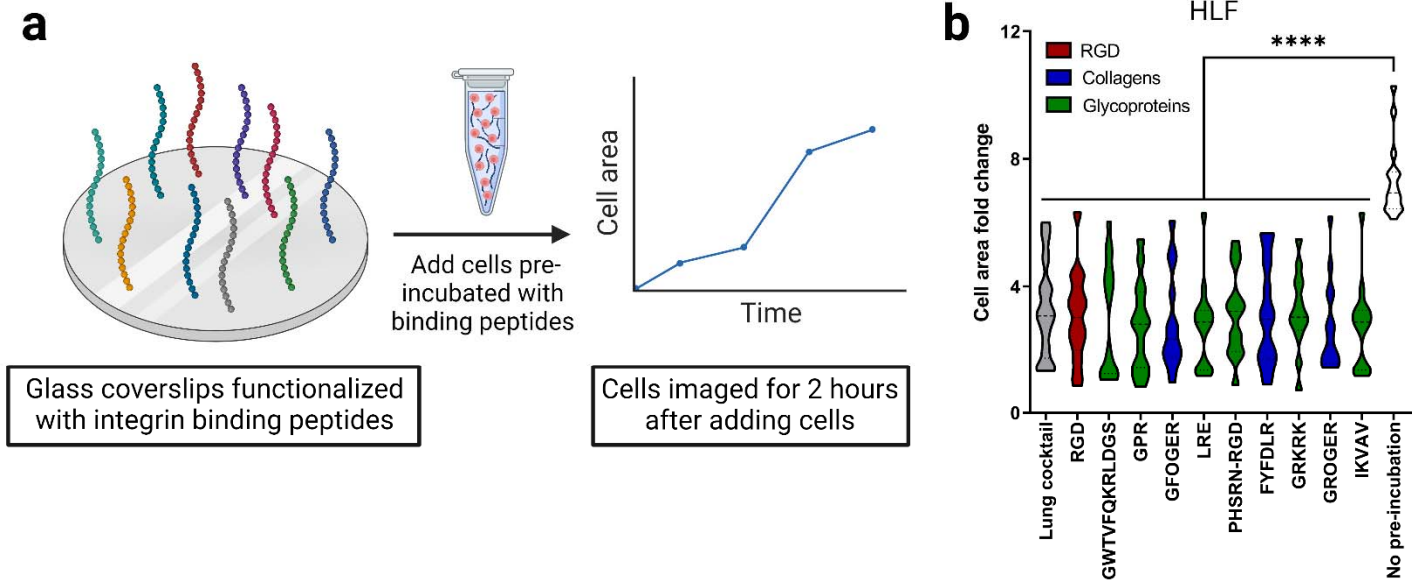 a
Add cells pre-
incubated with
binding peptides
Cell area
Time
Glass coverslips functionalized
with integrin binding peptides
Cells imaged for 2 hours
after adding cells
b
HLF
****
RGD
Collagens
Glycoproteins
Cell area fold change
12
8
4
0
Lung cocktail
RGD
GWTVFQKRLDGS
GPR
GFOGER
LRE
PHSRN-RGD
FYFDLR
GRKRK
GROGER
IKVAV
No pre-incubation